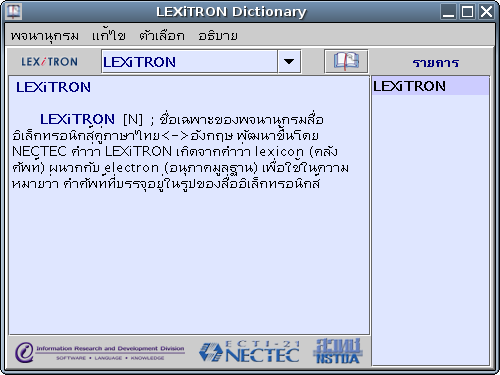 LEXiTRON Dictionary
พจนานุกรม แก้ไข ตัวเลือก อธิบาย
LEXiTRON LEXiTRON รายการ
LEXiTRON LEXiTRON
LEXiTRON [N] ; ชื่อเฉพาะของพจนานุกรมสื่อ
อิเล็กทรอนิกส์คู่ภาษาไทย<->อังกฤษ พัฒนาขึ้นโดย
NECTEC คำว่า LEXiTRON เกิดจากคำว่า lexicon (คลัง
ศัพท์) ผนวกกับ electron (อนุภาคมูลฐาน) เพื่อใช้ในความ
หมายว่า คำศัพท์ที่บรรจุอยู่ในรูปของสื่ออิเล็กทรอนิกส์
Information Research and Development Division
SOFTWARE • LANGUAGE • KNOWLEDGE
ECTI-21
NECTEC
สวทช
NSTDA